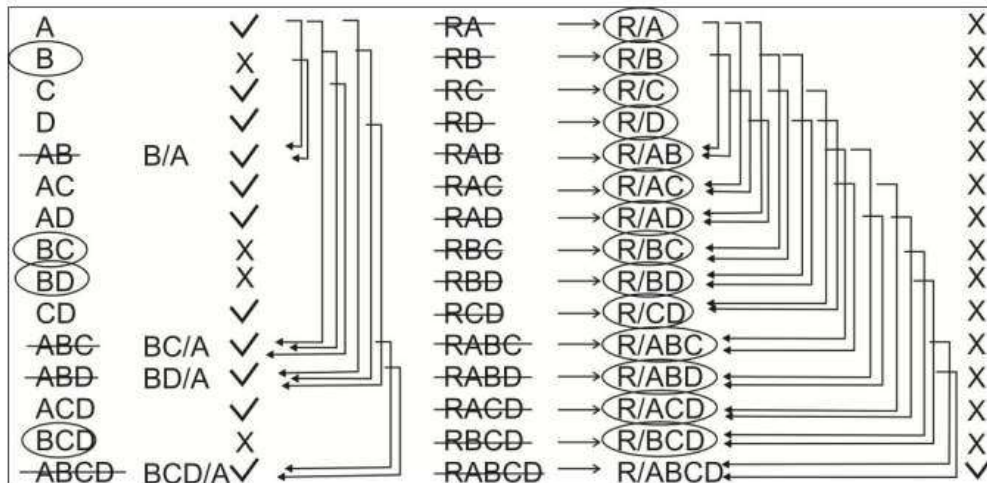 A ✓ RA → R/A X
B X RB → R/B X
C ✓ RC → R/C X
D ✓ RD → R/D X
AB B/A ✓ RAB → R/AB X
AC ✓ RAC → R/AC X
AD ✓ RAD → R/AD X
BC X RBC → R/BC X
BD X RBD → R/BD X
CD ✓ RCD → R/CD X
ABC BC/A ✓ RABC → R/ABC X
ABD BD/A ✓ RABD → R/ABD X
ACD ✓ RACD → R/ACD X
BCD X RBCD → R/BCD X
ABCD BCD/A ✓ RABCD → R/ABCD ✓